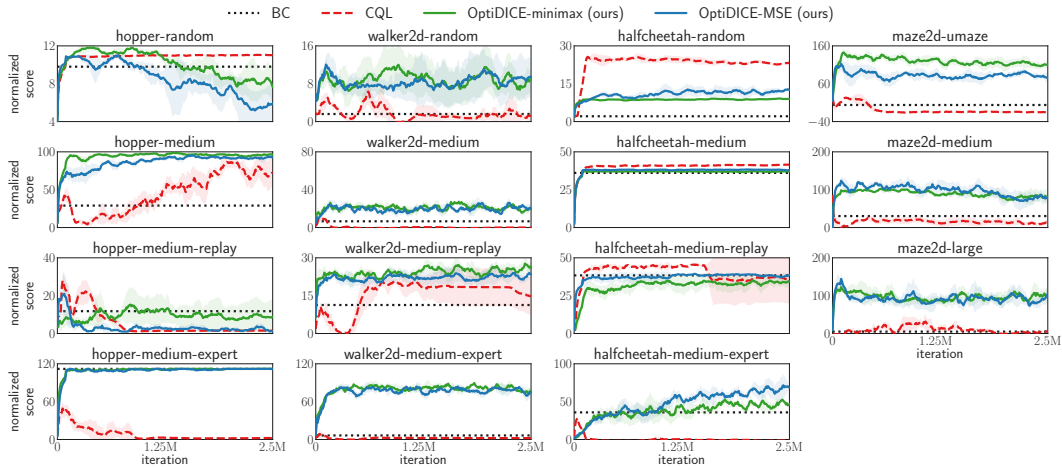 BC CQL OptiDICE-minimax (ours) OptiDICE-MSE (ours)
hopper-random walker2d-random halfcheetah-random maze2d-umaze
normalized score
12
8
4
16
8
0
30
15
0
160
60
−40
hopper-medium walker2d-medium halfcheetah-medium maze2d-medium
normalized score
100
50
0
80
40
0
50
25
0
200
100
0
hopper-medium-replay walker2d-medium-replay halfcheetah-medium-replay maze2d-large
normalized score
40
20
0
30
15
0
50
25
0
200
100
0
0 1.25M 2.5M
iteration
hopper-medium-expert walker2d-medium-expert halfcheetah-medium-expert
normalized score
120
60
0
120
60
0
100
50
0
0 1.25M 2.5M
iteration
0 1.25M 2.5M
iteration
0 1.25M 2.5M
iteration